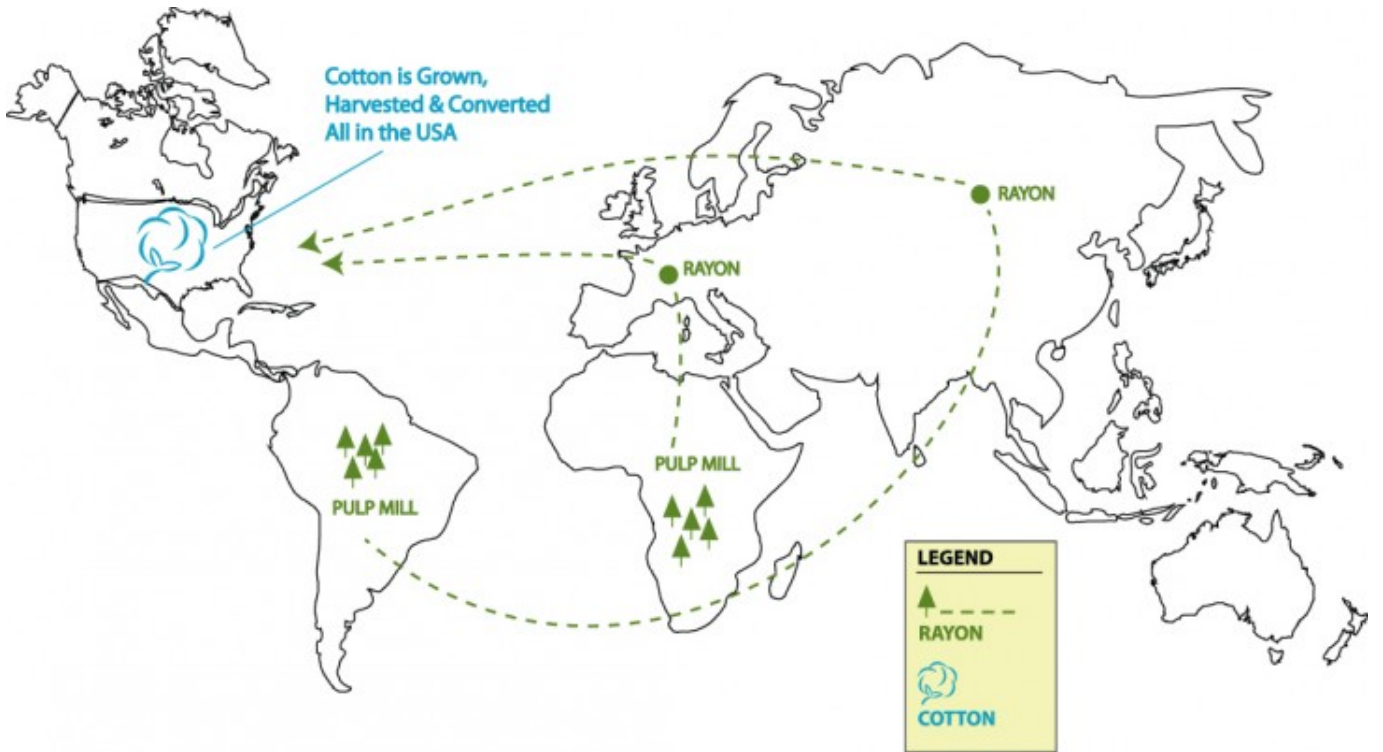 Cotton is Grown,
Harvested & Converted
All in the USA
RAYON
RAYON
PULP MILL
PULP MILL
LEGEND
RAYON
COTTON